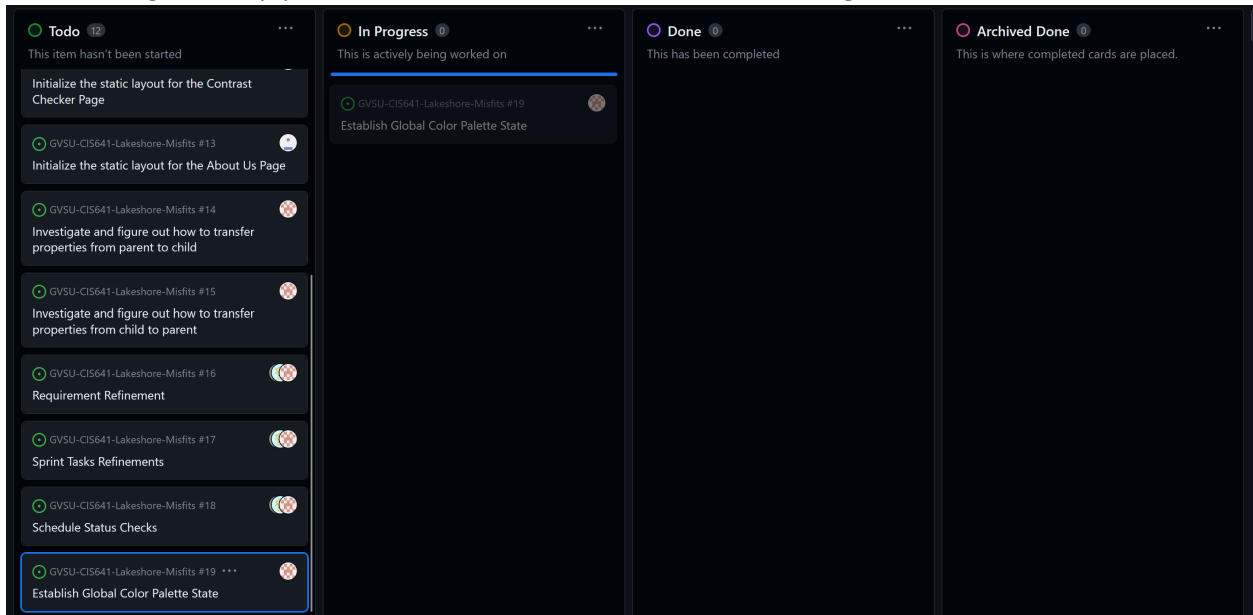 Todo 12
This item hasn't been started
Initialize the static layout for the Contrast
Checker Page
GVSU-CIS641-Lakeshore-Misfits #13
Initialize the static layout for the About Us Page
GVSU-CIS641-Lakeshore-Misfits #14
Investigate and figure out how to transfer
properties from parent to child
GVSU-CIS641-Lakeshore-Misfits #15
Investigate and figure out how to transfer
properties from child to parent
GVSU-CIS641-Lakeshore-Misfits #16
Requirement Refinement
GVSU-CIS641-Lakeshore-Misfits #17
Sprint Tasks Refinements
GVSU-CIS641-Lakeshore-Misfits #18
Schedule Status Checks
GVSU-CIS641-Lakeshore-Misfits #19
Establish Global Color Palette State
In Progress 0
This is actively being worked on
GVSU-CIS641-Lakeshore-Misfits #19
Establish Global Color Palette State
Done 0
This has been completed
Archived Done 0
This is where completed cards are placed.